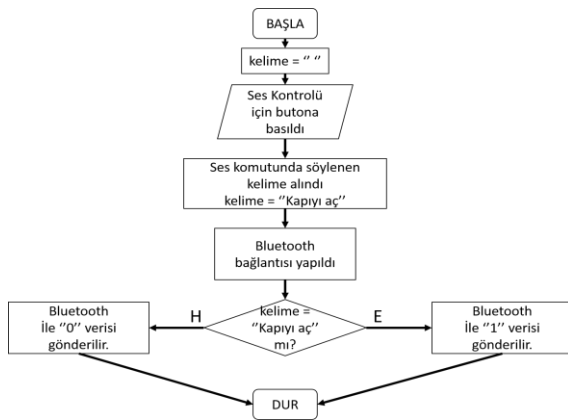 BAŞLA
kelime = ‘’ ‘’
Ses Kontrolü
için butona
basıldı
Ses komutunda söylenen
kelime alındı
kelime = ‘’Kapıyı aç’’
Bluetooth
bağlantısı yapıldı
kelime =
‘’Kapıyı aç’’
mı?
H
E
Bluetooth
İle ‘’0’’ verisi
gönderilir.
Bluetooth
İle ‘’1’’ verisi
gönderilir.
DUR